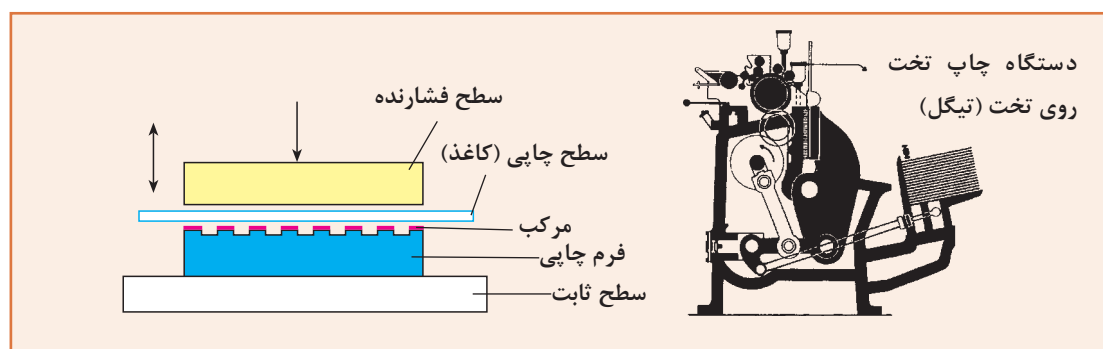 دستگاه چاپ تخت
روی تخت (تیگل)
سطح فشارنده
سطح چاپی (کاغذ)
مرکب
فرم چاپی
سطح ثابت